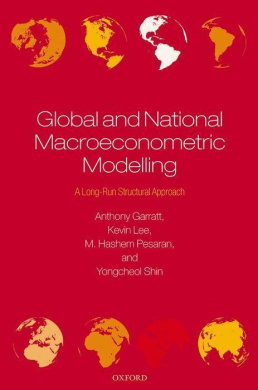 Global and National
Macroeconometric
Modelling
A Long-Run Structural Approach
Anthony Garratt,
Kevin Lee,
M. Hashem Pesaran,
and
Yongcheol Shin
OXFORD